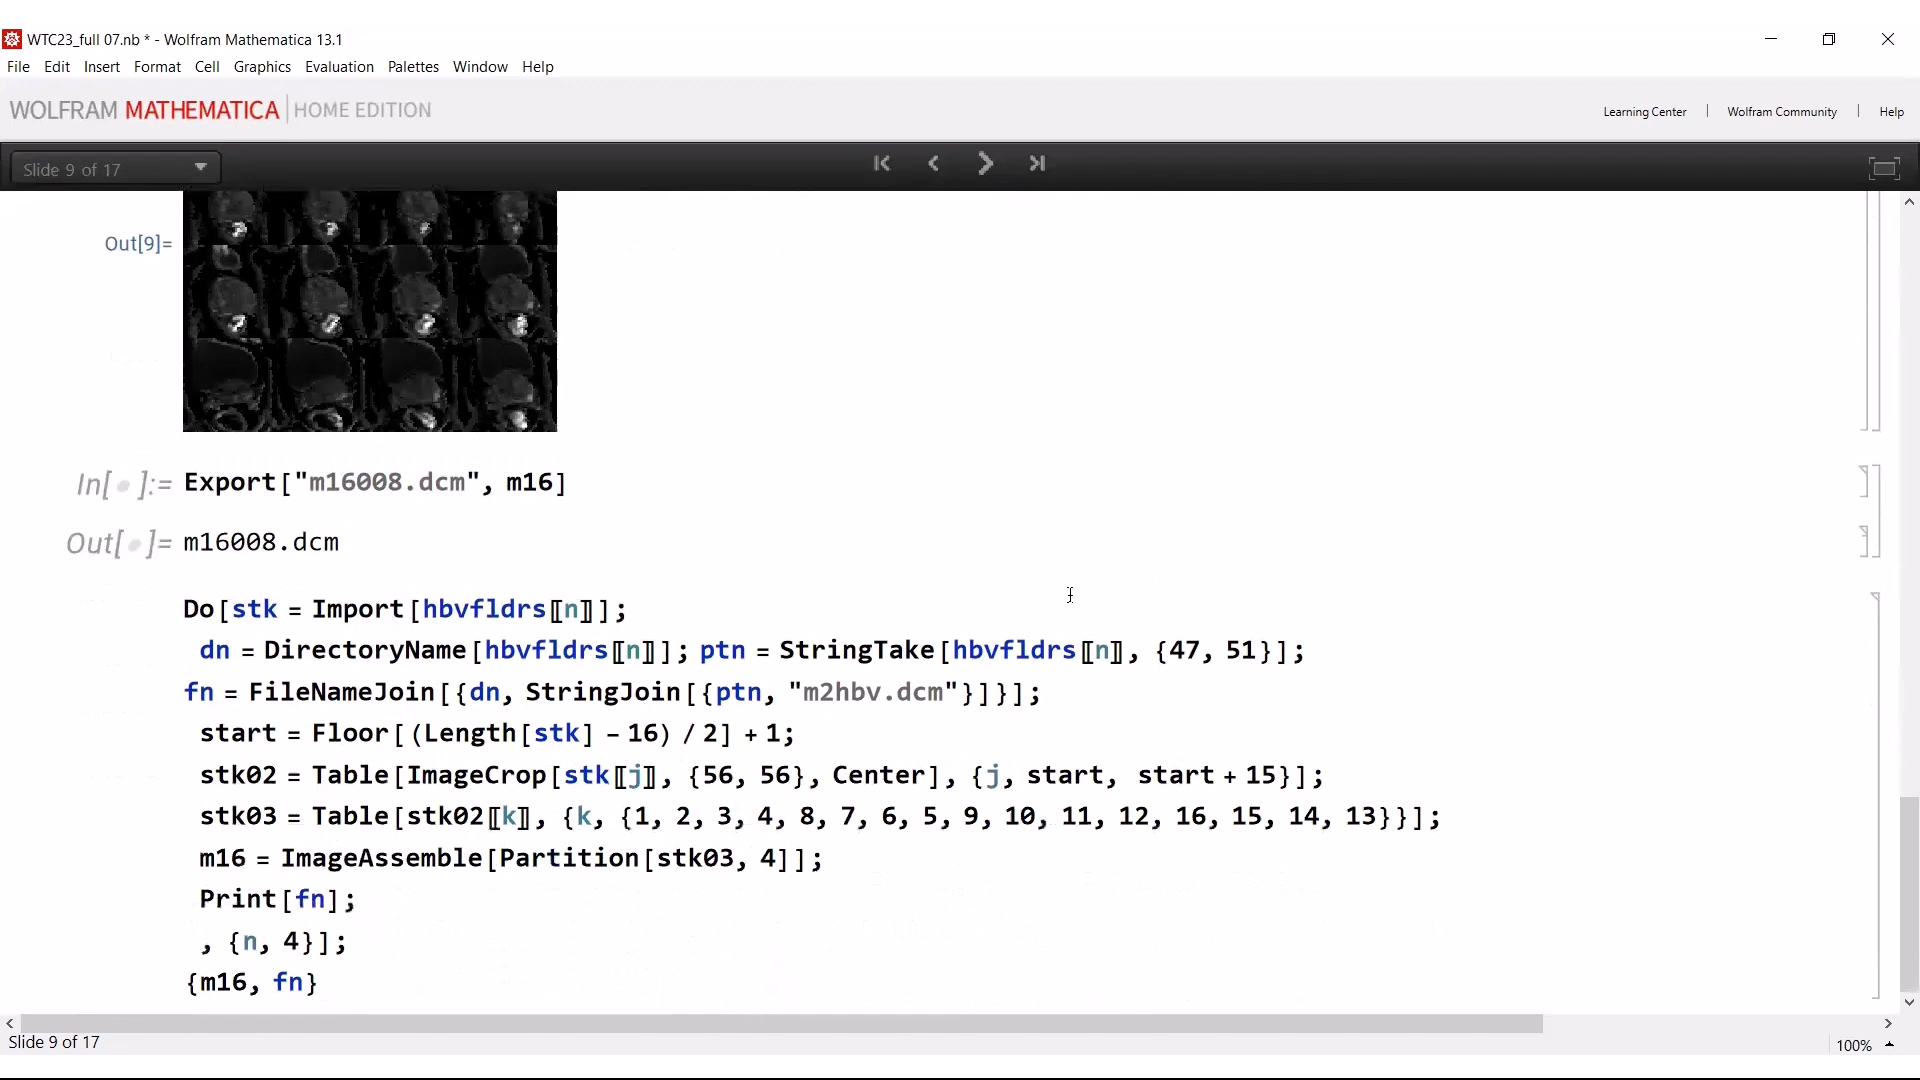 WTC23_full 07.nb * - Wolfram Mathematica 13.1
File Edit Insert Format Cell Graphics Evaluation Palettes Window Help
WOLFRAM MATHEMATICA | HOME EDITION
Learning Center | Wolfram Community | Help
Slide 9 of 17
Out[9]=
In[•]:= Export["m16008.dcm", m16]
Out[•]= m16008.dcm
Do[stk = Import[hbvfldrs〚n〛];
dn = DirectoryName[hbvfldrs〚n〛]; ptn = StringTake[hbvfldrs〚n〛, {47, 51}];
fn = FileNameJoin[{dn, StringJoin[{ptn, "m2hbv.dcm"}]}];
start = Floor[(Length[stk] - 16) / 2] + 1;
stk02 = Table[ImageCrop[stk〚j〛, {56, 56}, Center], {j, start, start + 15}];
stk03 = Table[stk02〚k〛, {k, {1, 2, 3, 4, 8, 7, 6, 5, 9, 10, 11, 12, 16, 15, 14, 13}}];
m16 = ImageAssemble[Partition[stk03, 4]];
Print[fn];
, {n, 4}];
{m16, fn}
Slide 9 of 17
100%